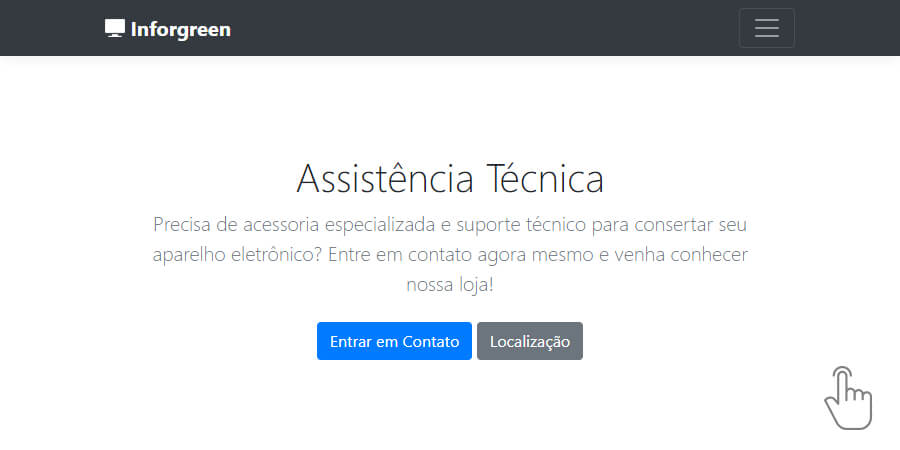 Inforgreen
Assistência Técnica
Precisa de acessoria especializada e suporte técnico para consertar seu
aparelho eletrônico? Entre em contato agora mesmo e venha conhecer
nossa loja!
Entrar em Contato
Localização